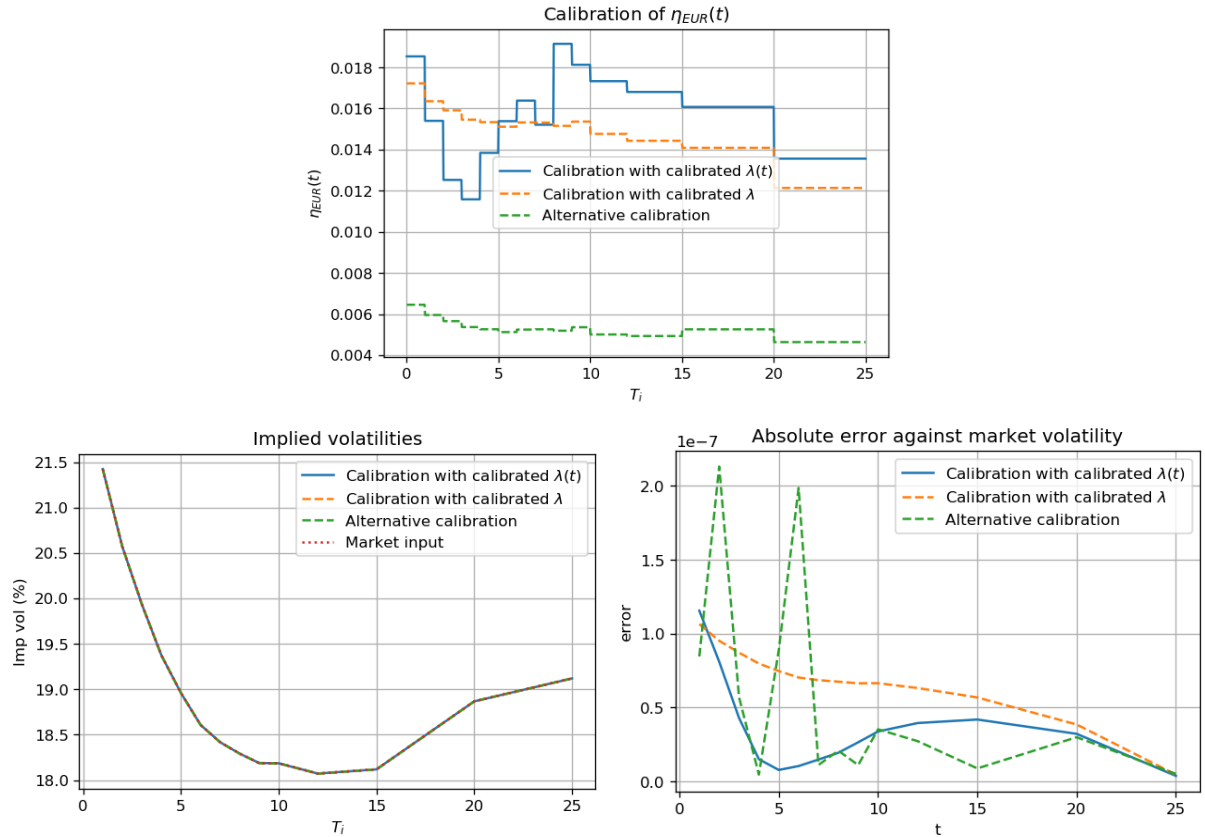 Calibration of η_EUR(t)
0.018
0.016
0.014
0.012
0.010
0.008
0.006
0.004
η_EUR(t)
Calibration with calibrated λ(t)
Calibration with calibrated λ
Alternative calibration
0 5 10 15 20 25
T_i
Implied volatilities
21.5
21.0
20.5
20.0
19.5
19.0
18.5
18.0
Imp vol (%)
Calibration with calibrated λ(t)
Calibration with calibrated λ
Alternative calibration
Market input
0 5 10 15 20 25
T_i
Absolute error against market volatility
1e-7
2.0
1.5
1.0
0.5
0.0
error
Calibration with calibrated λ(t)
Calibration with calibrated λ
Alternative calibration
0 5 10 15 20 25
t